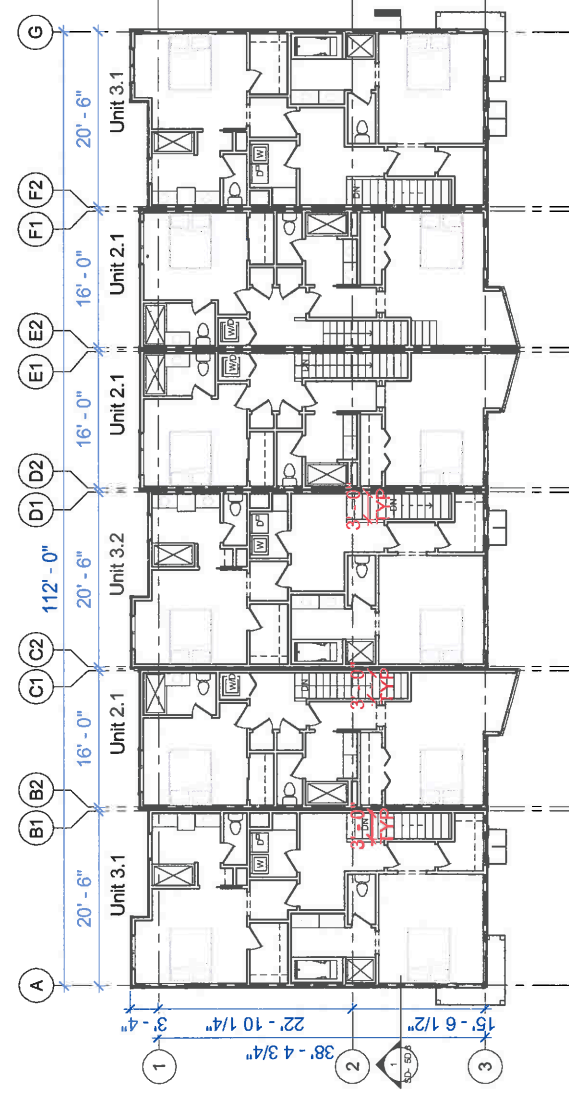 G
F2
F1
E2
E1
D2
D1
C2
C1
B2
B1
A
112' - 0"
20' - 6"
16' - 0"
16' - 0"
20' - 6"
16' - 0"
20' - 6"
Unit 3.1
Unit 2.1
Unit 2.1
Unit 3.2
Unit 2.1
Unit 3.1
W
D
DN
W/D
W/D
DN
W
D
3' - 0"
TYP
DN
W/D
DN
3' - 0"
TYP
W
D
DN
3' - 0"
TYP
3' - 4"
22' - 10 1/4"
15' - 6 1/2"
38' - 4 3/4"
1
2
3
1